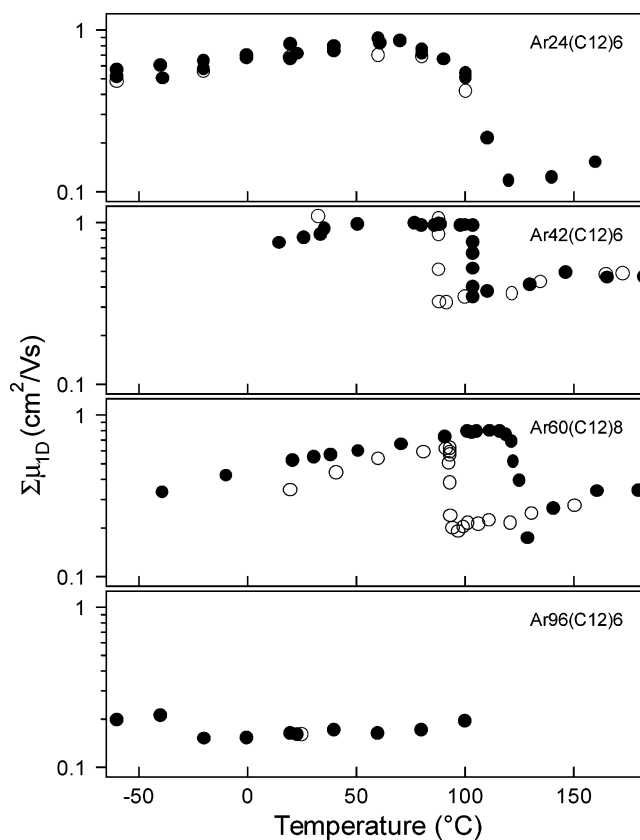 1
Ar24(C12)6
0.1
1
Ar42(C12)6
0.1
Σμ1D (cm²/Vs)
1
Ar60(C12)8
0.1
1
Ar96(C12)6
0.1
-50 0 50 100 150
Temperature (°C)